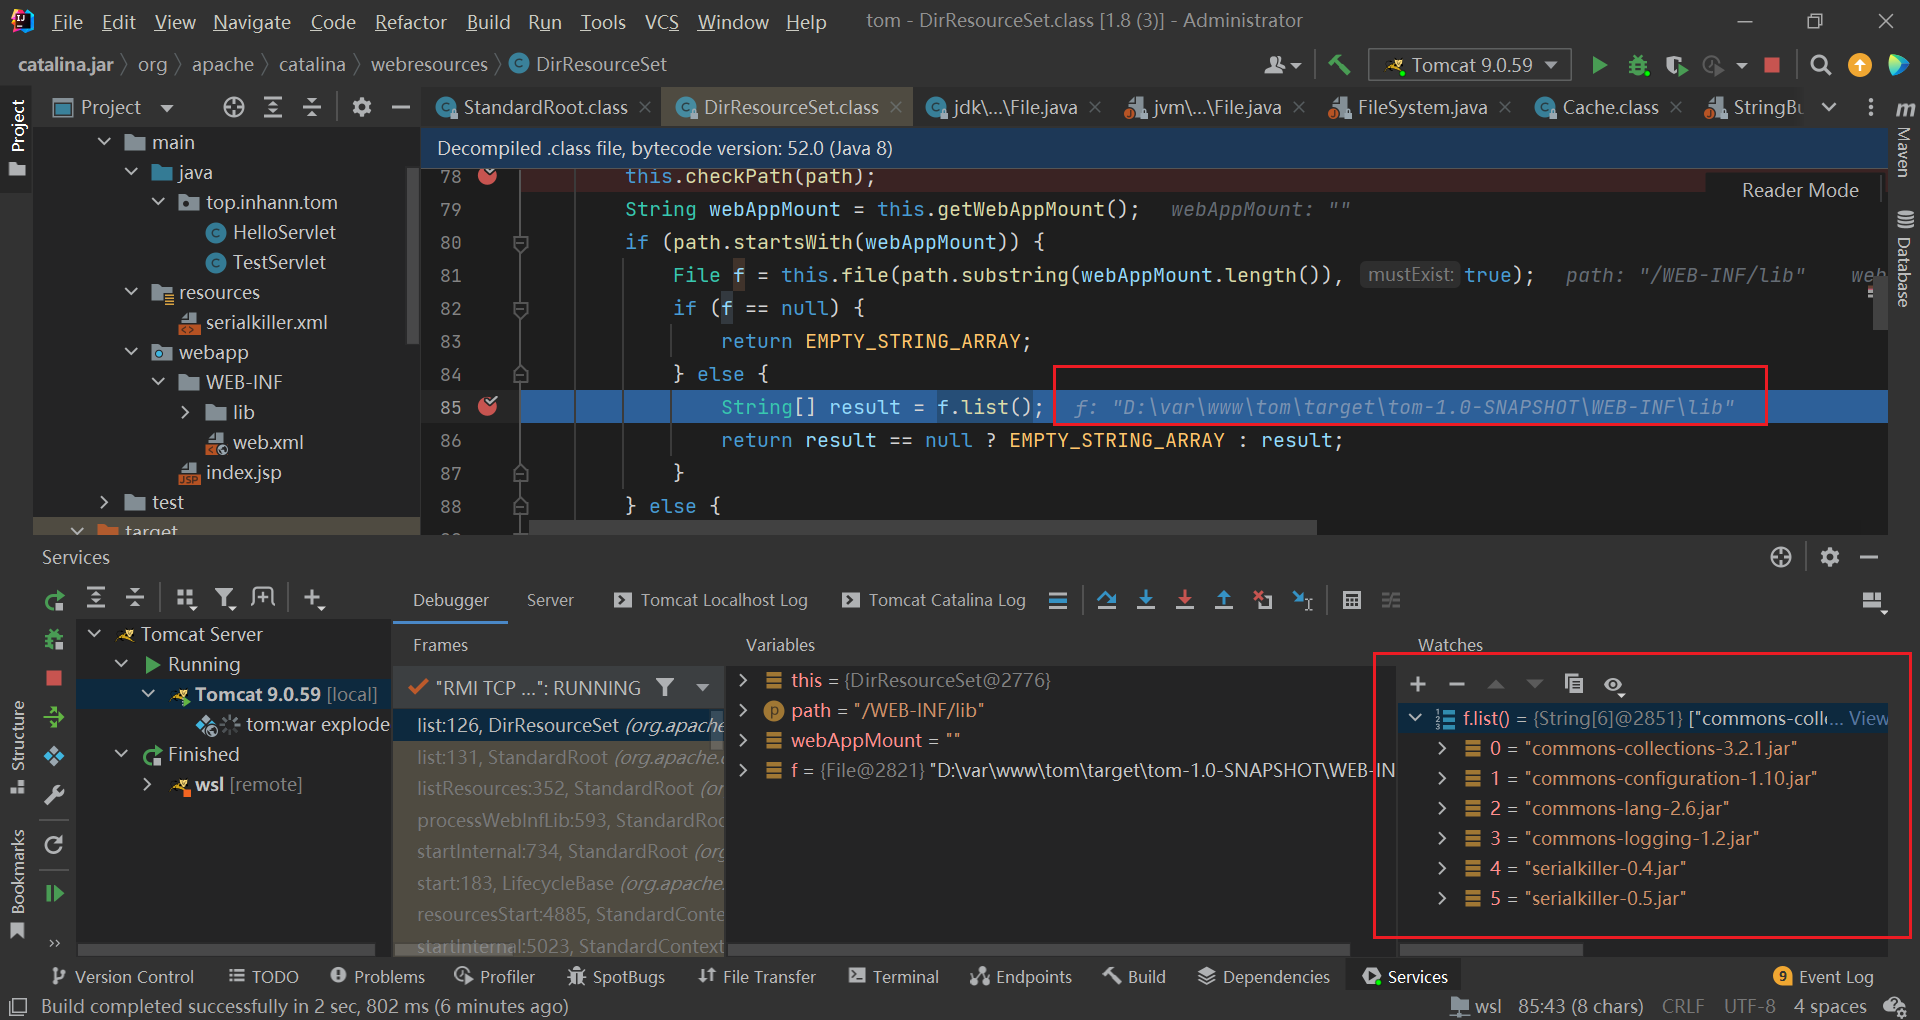 File Edit View Navigate Code Refactor Build Run Tools VCS Window Help tom - DirResourceSet.class [1.8 (3)] - Administrator
catalina.jar org apache catalina webresources DirResourceSet Tomcat 9.0.59
Project StandardRoot.class DirResourceSet.class jdk\...\File.java jvm\...\File.java FileSystem.java Cache.class StringBu
Project
Maven
Database
Structure
Bookmarks
main
java
top.inhann.tom
HelloServlet
TestServlet
resources
serialkiller.xml
webapp
WEB-INF
lib
web.xml
index.jsp
test
target
Decompiled .class file, bytecode version: 52.0 (Java 8)
Reader Mode
78 this.checkPath(path);
79 String webAppMount = this.getWebAppMount(); webAppMount: ""
80 if (path.startsWith(webAppMount)) {
81 File f = this.file(path.substring(webAppMount.length()), mustExist: true); path: "/WEB-INF/lib" web
82 if (f == null) {
83 return EMPTY_STRING_ARRAY;
84 } else {
85 String[] result = f.list(); f: "D:\var\www\tom\target\tom-1.0-SNAPSHOT\WEB-INF\lib"
86 return result == null ? EMPTY_STRING_ARRAY : result;
87 }
88 } else {
Services
Debugger Server Tomcat Localhost Log Tomcat Catalina Log
Tomcat Server
Running
Tomcat 9.0.59 [local]
tom:war explode
Finished
wsl [remote]
Frames
"RMI TCP ...": RUNNING
list:126, DirResourceSet (org.apache
list:131, StandardRoot (org.apache.c
listResources:352, StandardRoot (or
processWebInfLib:593, StandardRoo
startInternal:734, StandardRoot (org
start:183, LifecycleBase (org.apache.
resourcesStart:4885, StandardConte
startInternal:5023, StandardContext
Variables
this = {DirResourceSet@2776}
path = "/WEB-INF/lib"
webAppMount = ""
f = {File@2821} "D:\var\www\tom\target\tom-1.0-SNAPSHOT\WEB-IN
Watches
f.list() = {String[6]@2851} ["commons-colle... View
0 = "commons-collections-3.2.1.jar"
1 = "commons-configuration-1.10.jar"
2 = "commons-lang-2.6.jar"
3 = "commons-logging-1.2.jar"
4 = "serialkiller-0.4.jar"
5 = "serialkiller-0.5.jar"
Version Control TODO Problems Profiler SpotBugs File Transfer Terminal Endpoints Build Dependencies Services 9 Event Log
Build completed successfully in 2 sec, 802 ms (6 minutes ago) wsl 85:43 (8 chars) CRLF UTF-8 4 spaces